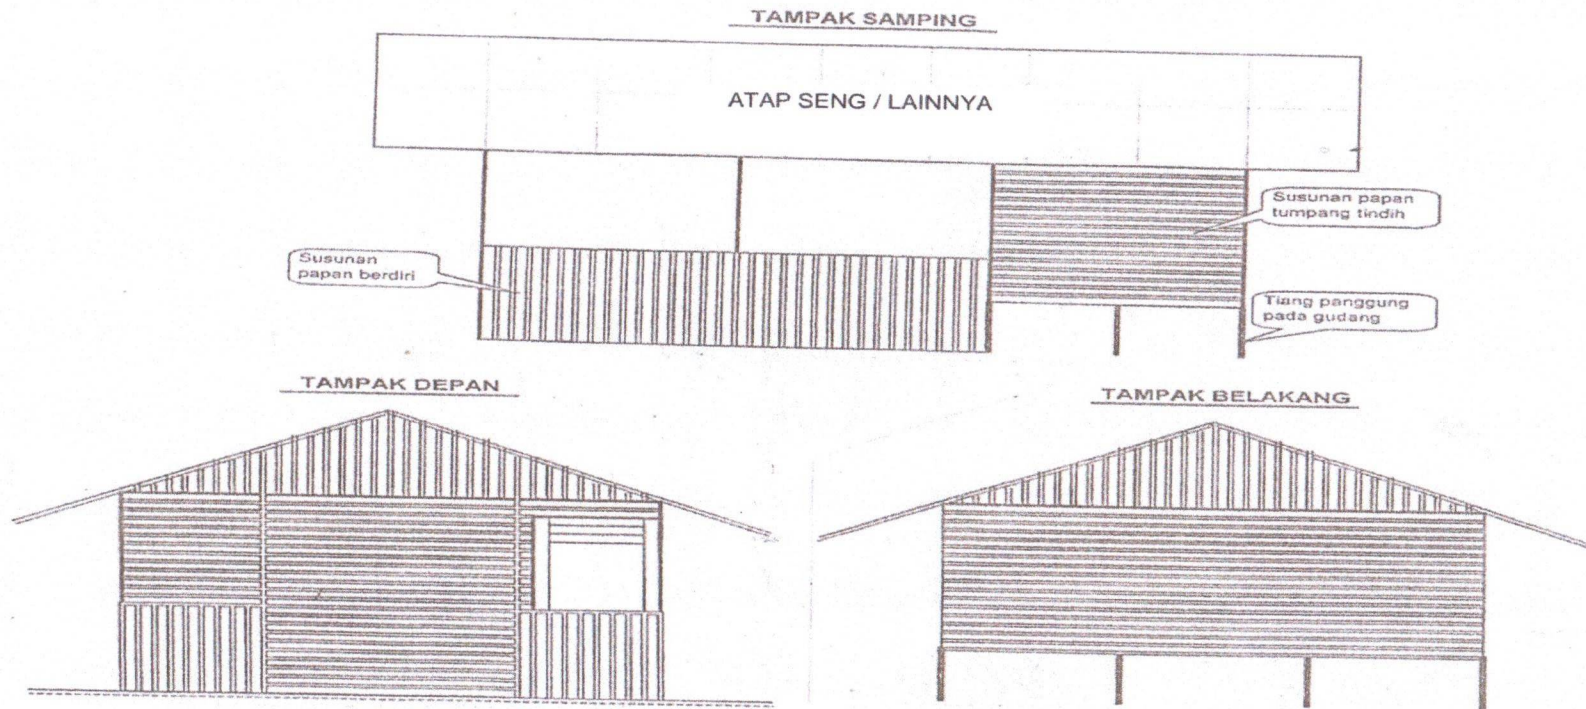 TAMPAK SAMPING
ATAP SENG / LAINNYA
Susunan papan
tumpang tindih
Susunan
papan berdiri
Tiang panggung
pada gudang
TAMPAK DEPAN
TAMPAK BELAKANG